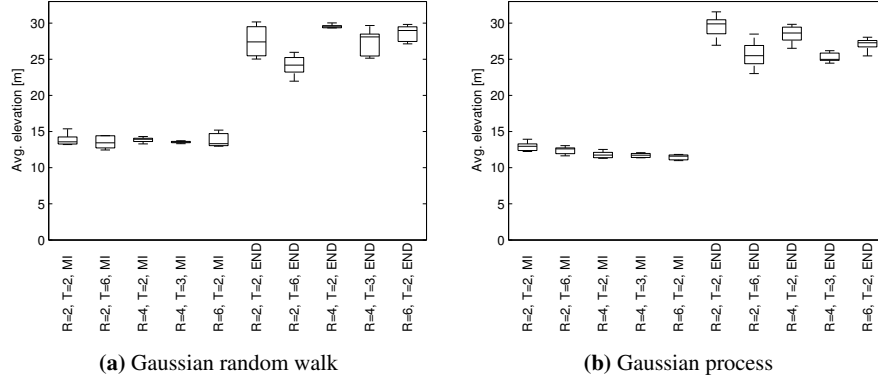 Avg. elevation [m]
30
25
20
15
10
5
0
R=2, T=2, MI
R=2, T=6, MI
R=4, T=2, MI
R=4, T=3, MI
R=6, T=2, MI
R=2, T=2, END
R=2, T=6, END
R=4, T=2, END
R=4, T=3, END
R=6, T=2, END
(a) Gaussian random walk
Avg. elevation [m]
30
25
20
15
10
5
0
R=2, T=2, MI
R=2, T=6, MI
R=4, T=2, MI
R=4, T=3, MI
R=6, T=2, MI
R=2, T=2, END
R=2, T=6, END
R=4, T=2, END
R=4, T=3, END
R=6, T=2, END
(b) Gaussian process